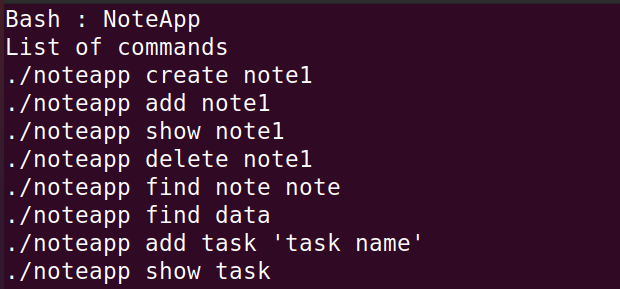 Bash : NoteApp
List of commands
./noteapp create note1
./noteapp add note1
./noteapp show note1
./noteapp delete note1
./noteapp find note note
./noteapp find data
./noteapp add task 'task name'
./noteapp show task